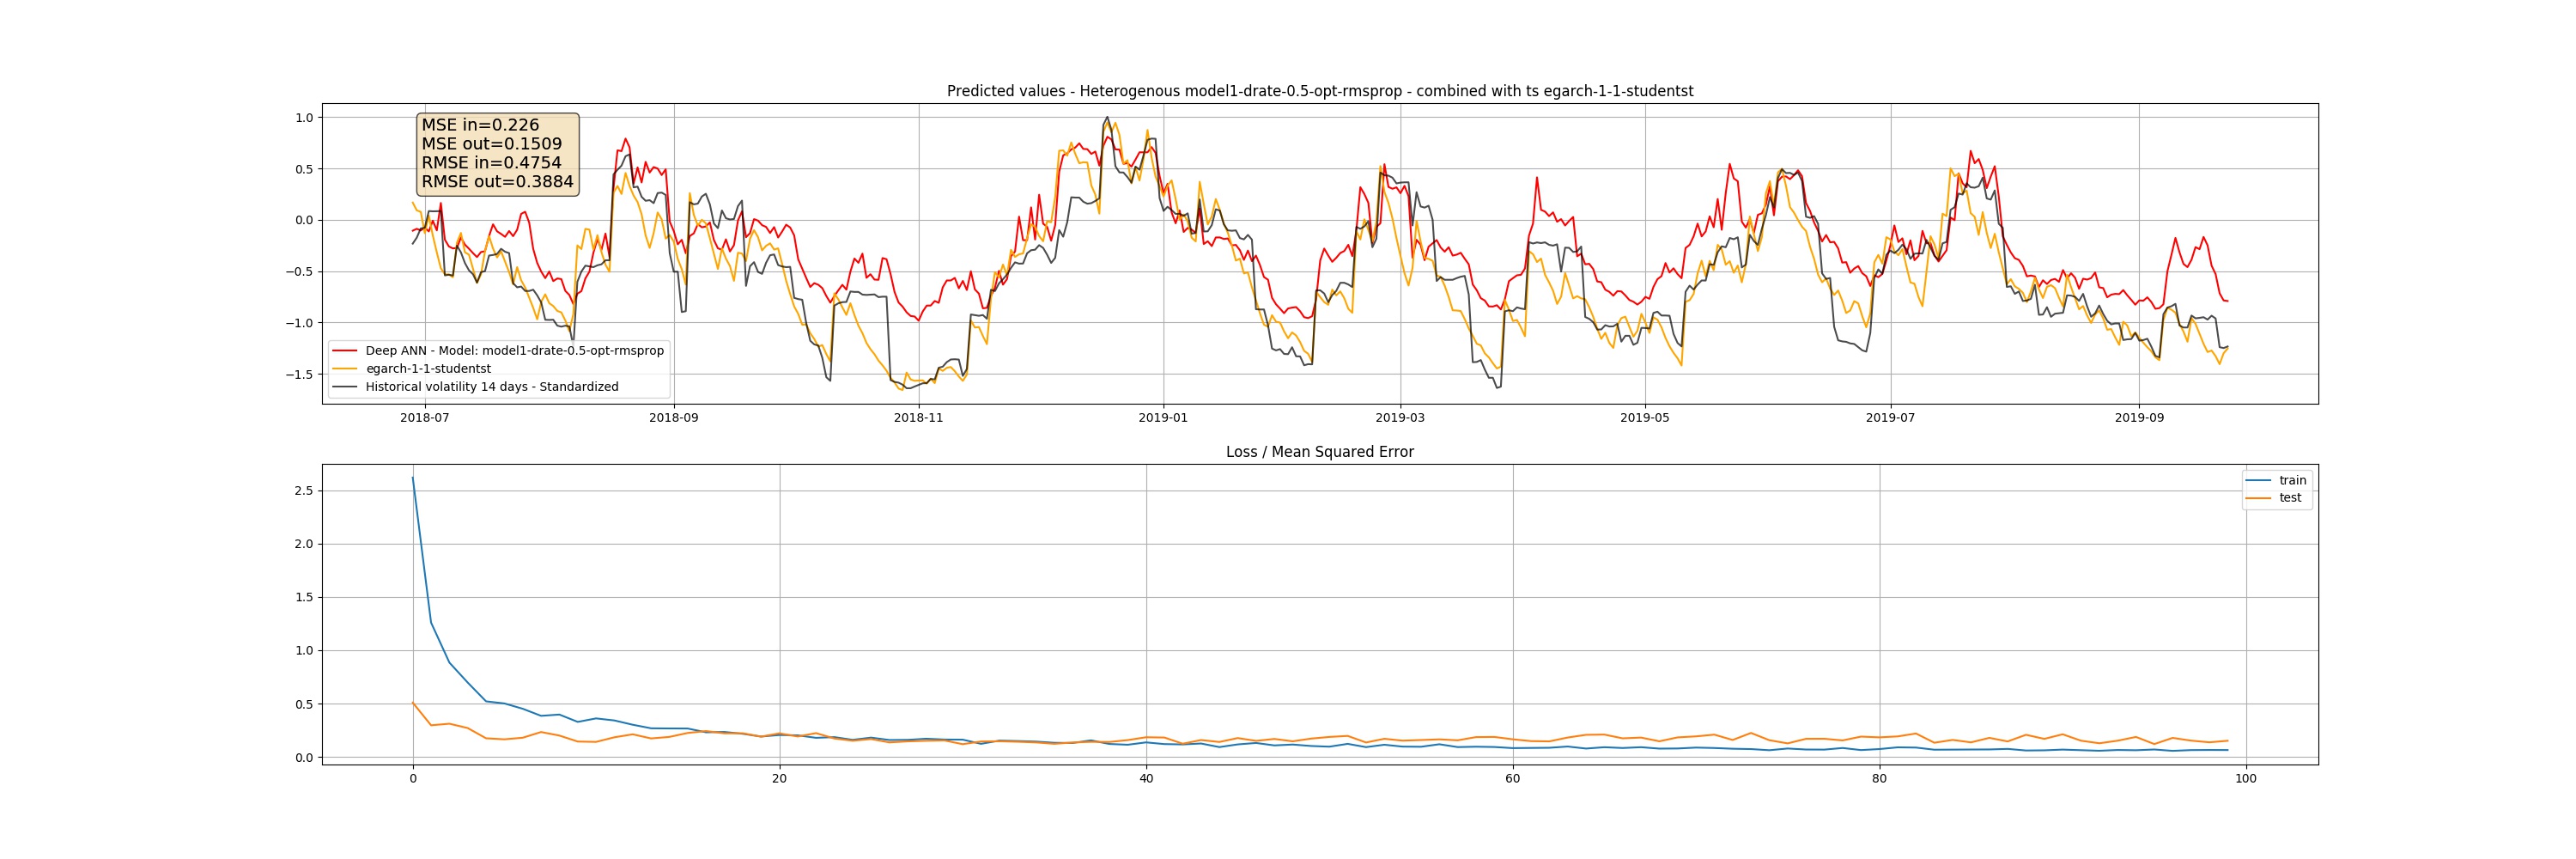 Predicted values - Heterogenous model1-drate-0.5-opt-rmsprop - combined with ts egarch-1-1-studentst
1.0
0.5
0.0
−0.5
−1.0
−1.5
MSE in=0.226
MSE out=0.1509
RMSE in=0.4754
RMSE out=0.3884
Deep ANN - Model: model1-drate-0.5-opt-rmsprop
egarch-1-1-studentst
Historical volatility 14 days - Standardized
2018-07 2018-09 2018-11 2019-01 2019-03 2019-05 2019-07 2019-09
Loss / Mean Squared Error
2.5
2.0
1.5
1.0
0.5
0.0
train
test
0 20 40 60 80 100